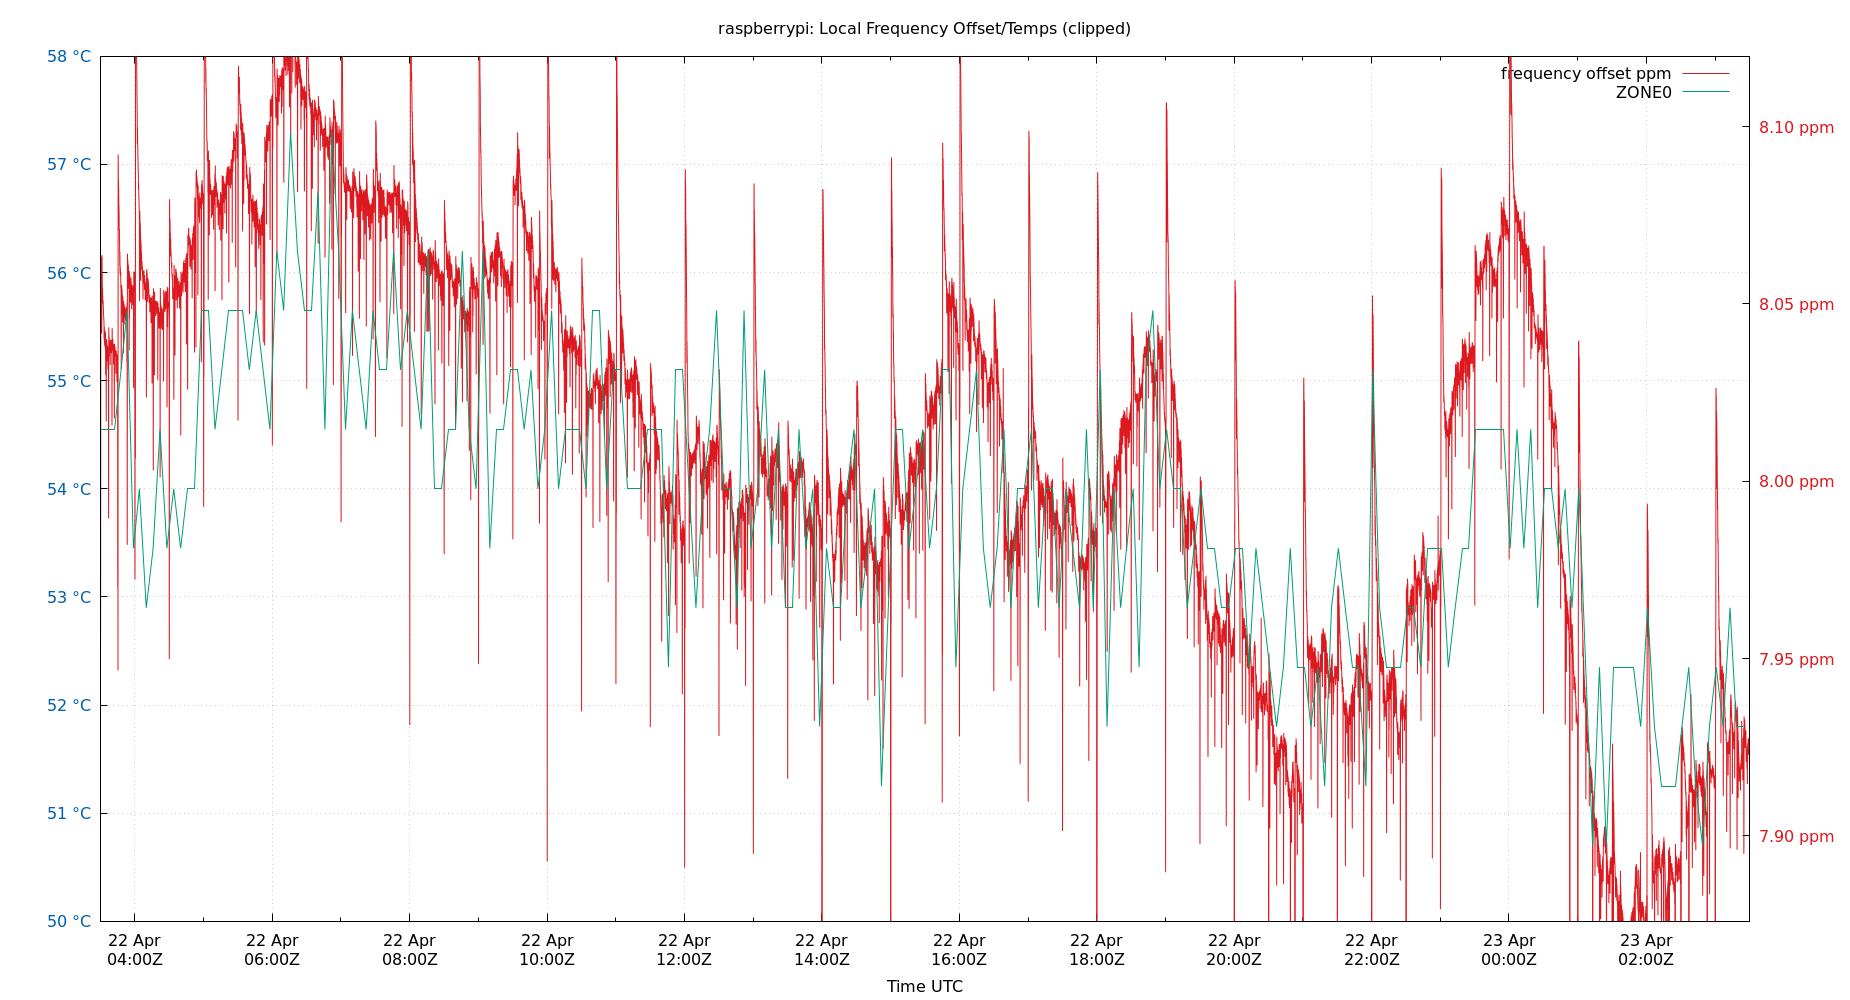 raspberrypi: Local Frequency Offset/Temps (clipped)
frequency offset ppm
ZONE0
58 °C
57 °C
56 °C
55 °C
54 °C
53 °C
52 °C
51 °C
50 °C
8.10 ppm
8.05 ppm
8.00 ppm
7.95 ppm
7.90 ppm
22 Apr 22 Apr 22 Apr 22 Apr 22 Apr 22 Apr 22 Apr 22 Apr 22 Apr 22 Apr 23 Apr 23 Apr
04:00Z 06:00Z 08:00Z 10:00Z 12:00Z 14:00Z 16:00Z 18:00Z 20:00Z 22:00Z 00:00Z 02:00Z
Time UTC